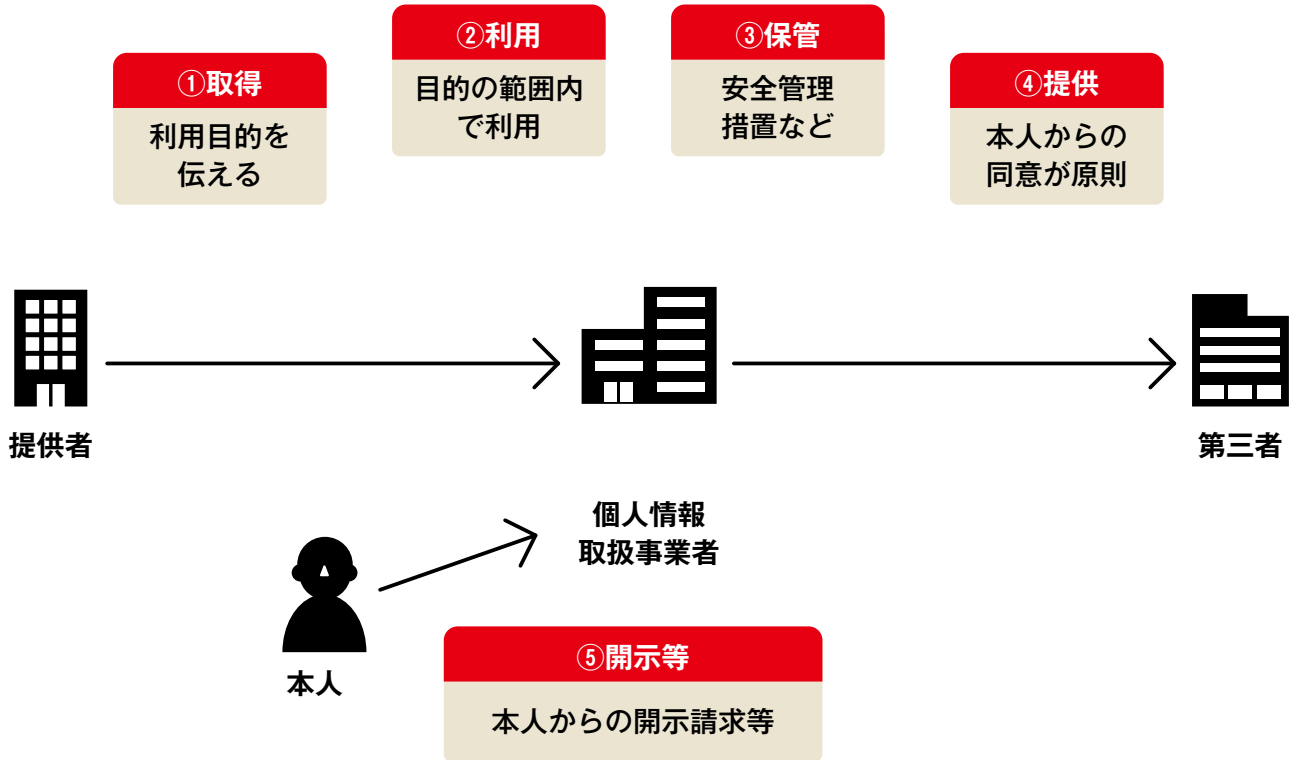 ①取得
利用目的を
伝える
②利用
目的の範囲内
で利用
③保管
安全管理
措置など
④提供
本人からの
同意が原則
提供者
第三者
個人情報
取扱事業者
本人
⑤開示等
本人からの開示請求等